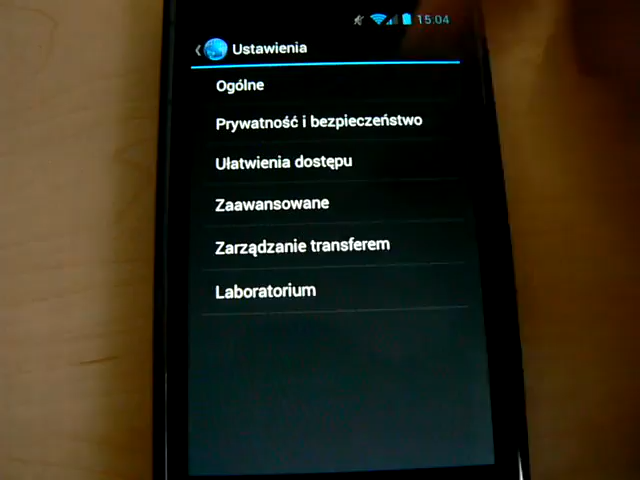 15:04
Ustawienia
Ogólne
Prywatność i bezpieczeństwo
Ułatwienia dostępu
Zaawansowane
Zarządzanie transferem
Laboratorium